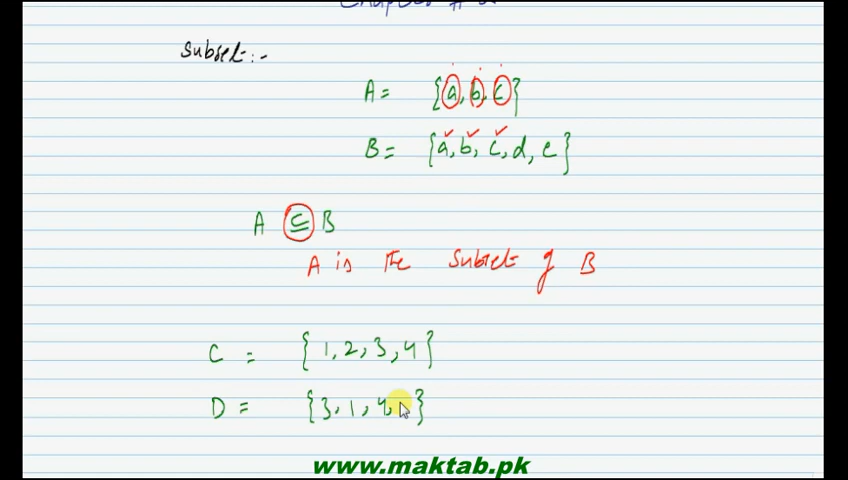 Subset:-
A= {a, b, c}
B= {a, b, c, d, e}
A ⊆ B
A is the Subset of B
C = {1, 2, 3, 4}
D = {3, 1, 4, }
www.maktab.pk